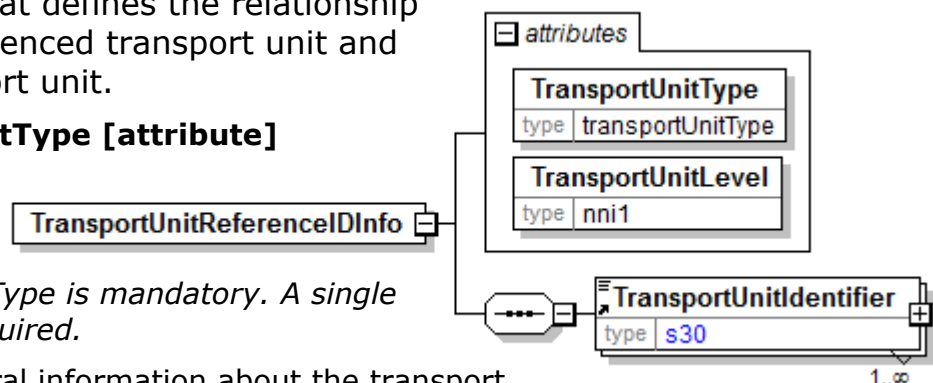 at defines the relationship
enced transport unit and
rt unit.
tType [attribute]
Type is mandatory. A single
uired.
al information about the transport
attributes
TransportUnitType
type transportUnitType
TransportUnitLevel
type nni1
TransportUnitReferenceIDInfo
TransportUnitIdentifier
type s30
1..∞